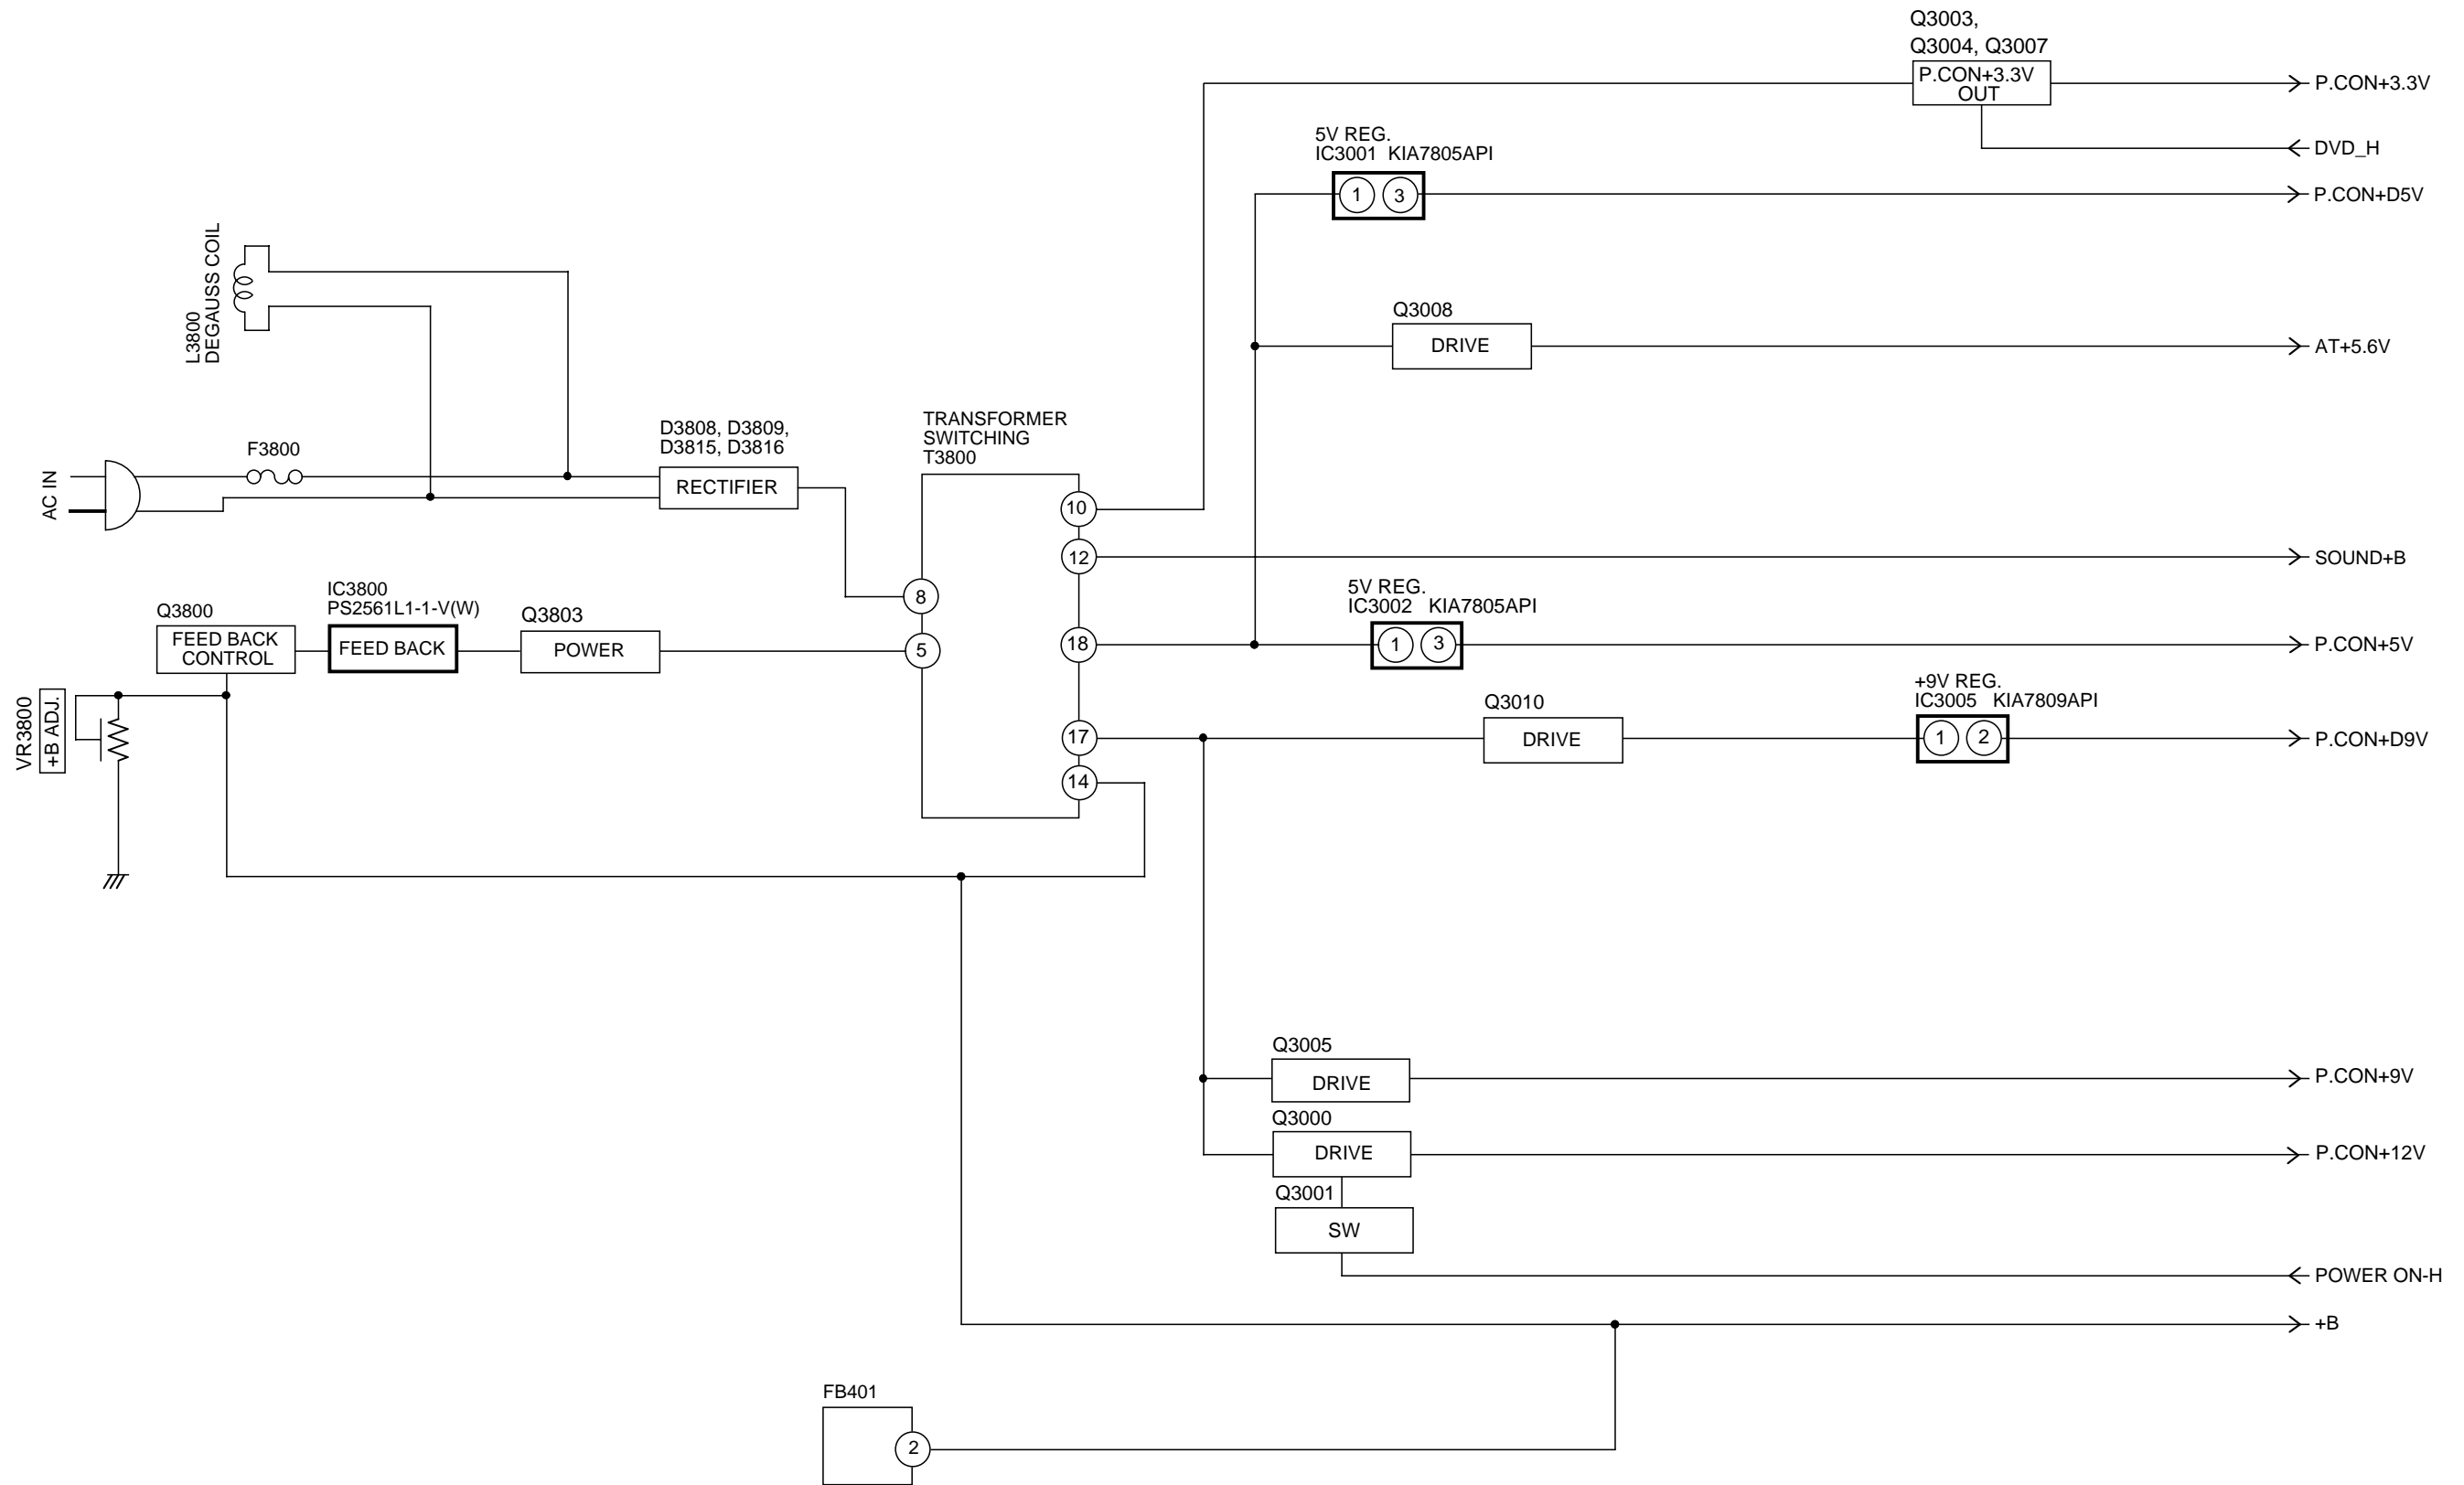 Q3003,
Q3004, Q3007
P.CON+3.3V
OUT
P.CON+3.3V
DVD_H
5V REG.
IC3001 KIA7805API
1 3
P.CON+D5V
L3800
DEGAUSS COIL
Q3008
DRIVE
AT+5.6V
AC IN
F3800
D3808, D3809,
D3815, D3816
RECTIFIER
TRANSFORMER
SWITCHING
T3800
10
12
18
17
14
8
5
SOUND+B
Q3800
FEED BACK
CONTROL
IC3800
PS2561L1-1-V(W)
FEED BACK
Q3803
POWER
5V REG.
IC3002 KIA7805API
1 3
P.CON+5V
VR3800
+B ADJ.
Q3010
DRIVE
+9V REG.
IC3005 KIA7809API
1 2
P.CON+D9V
Q3005
DRIVE
P.CON+9V
Q3000
DRIVE
P.CON+12V
Q3001
SW
POWER ON-H
+B
FB401
2